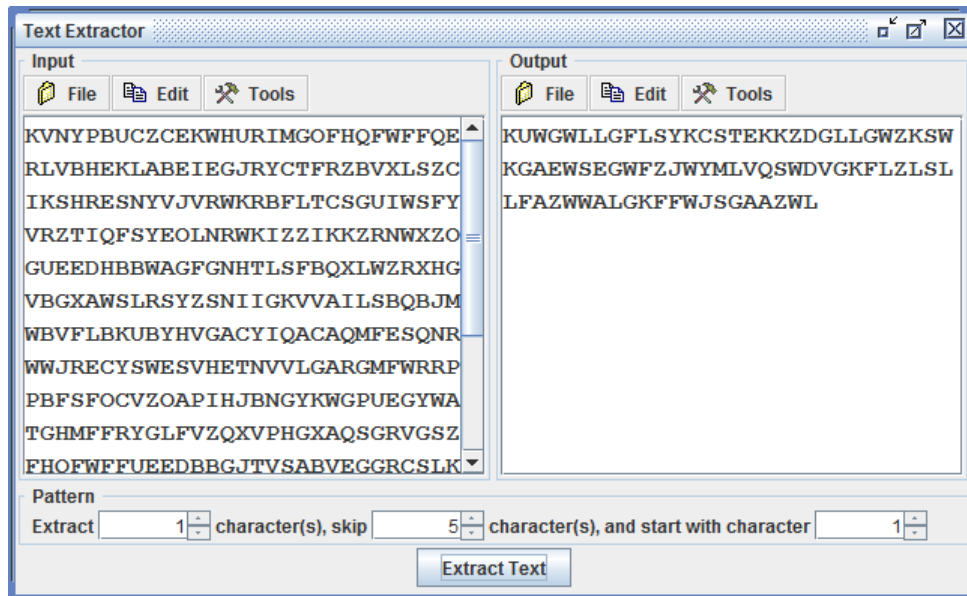 Text Extractor
Input
Output
File Edit Tools
File Edit Tools
KVNYPBUCZCEKWHURIMGOFHQFWFFQE
RLVBHEKLABEIEGJRYCTFRZBVXLSZC
IKSHRESNYVJVRWKRBFLTCSGUIWSFY
VRZTIQFSYEOLNRWKIZZIKKZRNWXZO
GUEEDHBBWAGFGNHTLSFBQXLWZRXHG
VBGXAWSLRSYZSNIIGKVVAILSBQBJM
WBVFLBKUBYHVGACYIQACAQMFESQNR
WWJRECYSWESVHETNVVLGARGMFWRRP
PBFSFOCVZOAPIHJBNGYKWGPUEGYWA
TGHMFFRYGLFVZQXVPHGXAQSGRVGSZ
FHOFWFFUEEDBBGJTVSABVEGGRCSLK
KUWGWLLGFLSYKCSTEKKZDGLLGWZKSW
KGAEWSEGWFZJWYMLVQSWDVGKFLZLSL
LFAZWWALGKFFWJSGAAZWL
Pattern
Extract 1 character(s), skip 5 character(s), and start with character 1
Extract Text